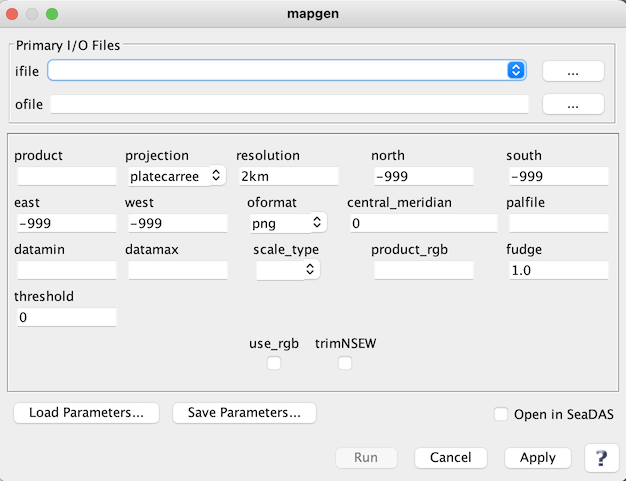 mapgen
Primary I/O Files
ifile ...
ofile ...
product projection resolution north south
platecarree 2km -999 -999
east west oformat central_meridian palfile
-999 -999 png 0
datamin datamax scale_type product_rgb fudge
1.0
threshold
0
use_rgb trimNSEW
Load Parameters... Save Parameters... Open in SeaDAS
Run Cancel Apply ?